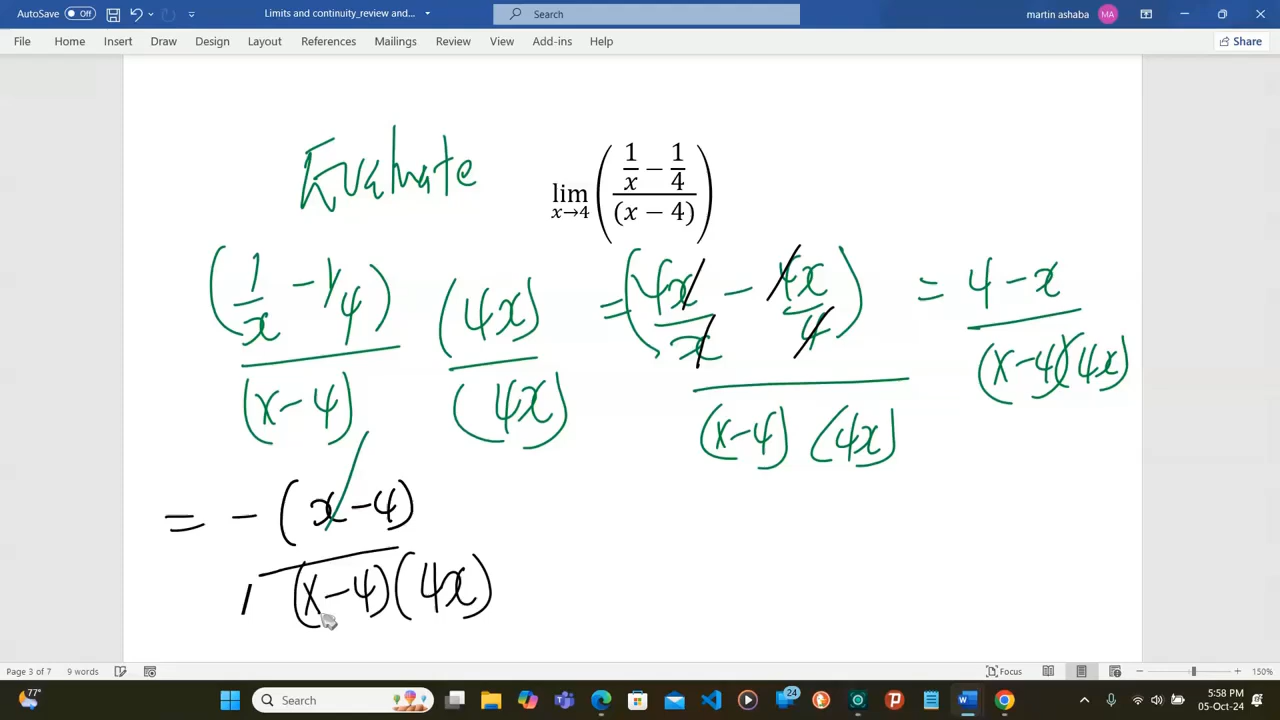 AutoSave Off Limits and continuity_review and... Search martin ashaba MA
File Home Insert Draw Design Layout References Mailings Review View Add-ins Help Share
Evaluate lim x→4 ( (1/x − 1/4) / (x − 4) )
(1/x − 1/4) / (x − 4) (4x) / (4x) = (4x/x − 4x/4) / (x − 4) (4x) = 4 − x / (x − 4)(4x)
= − (x − 4) / (x − 4)(4x)
Page 3 of 7 9 words Focus 150%
77° Search 24 5:58 PM
05-Oct-24